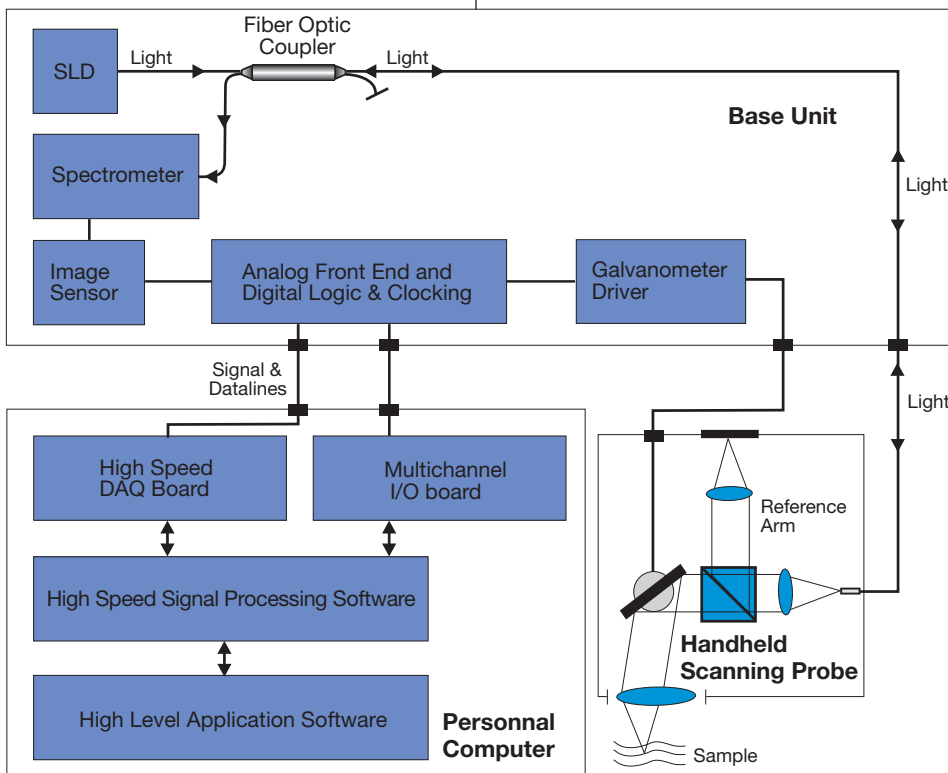 Fiber Optic
Coupler
SLD
Light
Light
Base Unit
Spectrometer
Light
Image
Sensor
Analog Front End and
Digital Logic & Clocking
Galvanometer
Driver
Signal &
Datalines
Light
High Speed
DAQ Board
Multichannel
I/O board
Reference
Arm
High Speed Signal Processing Software
Handheld
Scanning Probe
High Level Application Software
Personnal
Computer
Sample